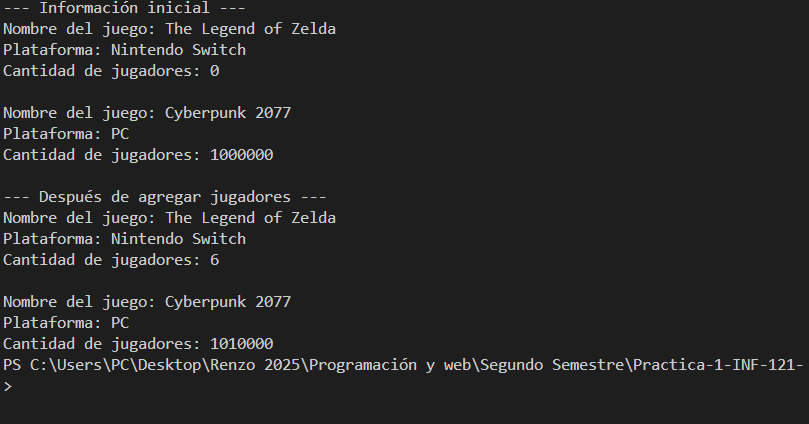 --- Información inicial ---
Nombre del juego: The Legend of Zelda
Plataforma: Nintendo Switch
Cantidad de jugadores: 0
Nombre del juego: Cyberpunk 2077
Plataforma: PC
Cantidad de jugadores: 1000000
--- Después de agregar jugadores ---
Nombre del juego: The Legend of Zelda
Plataforma: Nintendo Switch
Cantidad de jugadores: 6
Nombre del juego: Cyberpunk 2077
Plataforma: PC
Cantidad de jugadores: 1010000
PS C:\Users\PC\Desktop\Renzo 2025\Programación y web\Segundo Semestre\Practica-1-INF-121-
>